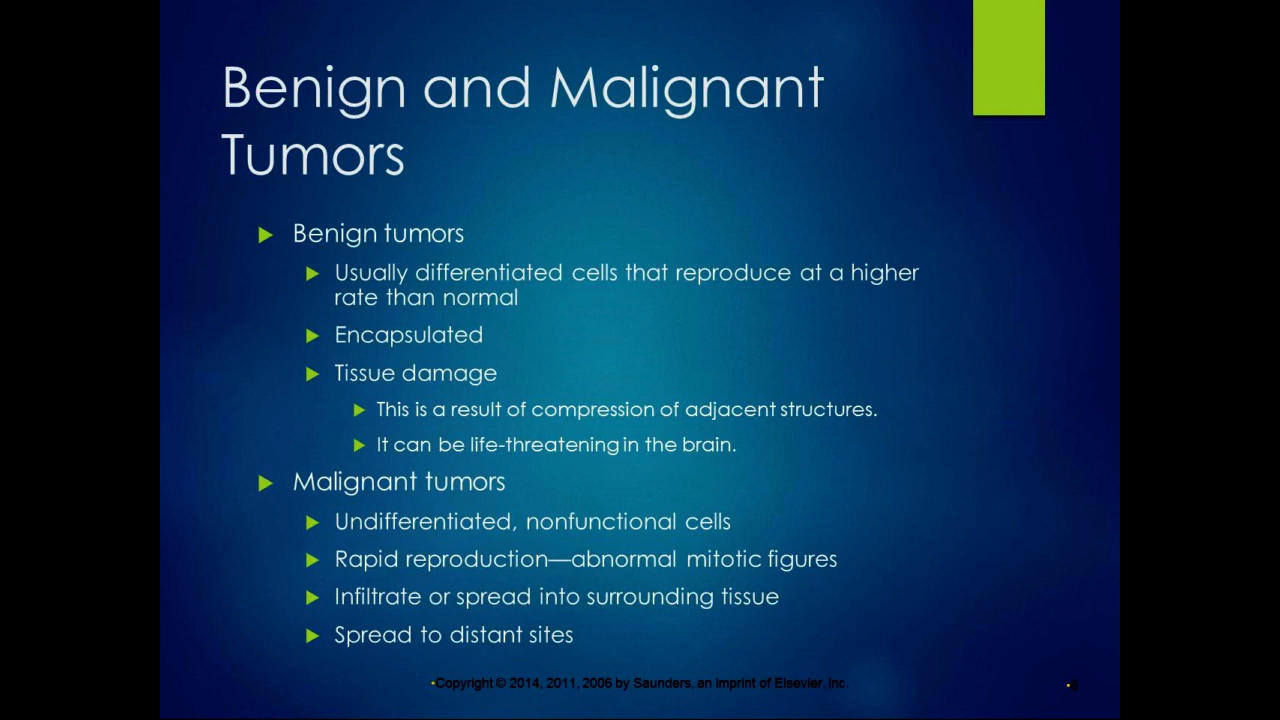 Benign and Malignant
Tumors
Benign tumors
Usually differentiated cells that reproduce at a higher
rate than normal
Encapsulated
Tissue damage
This is a result of compression of adjacent structures.
It can be life-threatening in the brain.
Malignant tumors
Undifferentiated, nonfunctional cells
Rapid reproduction—abnormal mitotic figures
Infiltrate or spread into surrounding tissue
Spread to distant sites
•Copyright © 2014, 2011, 2006 by Saunders, an imprint of Elsevier, Inc.